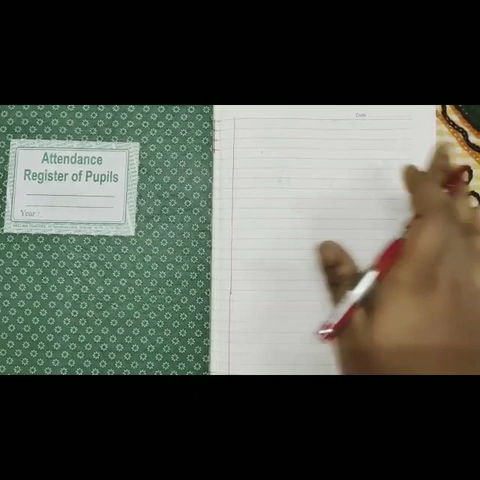 Attendance
Register of Pupils
Year :
Date